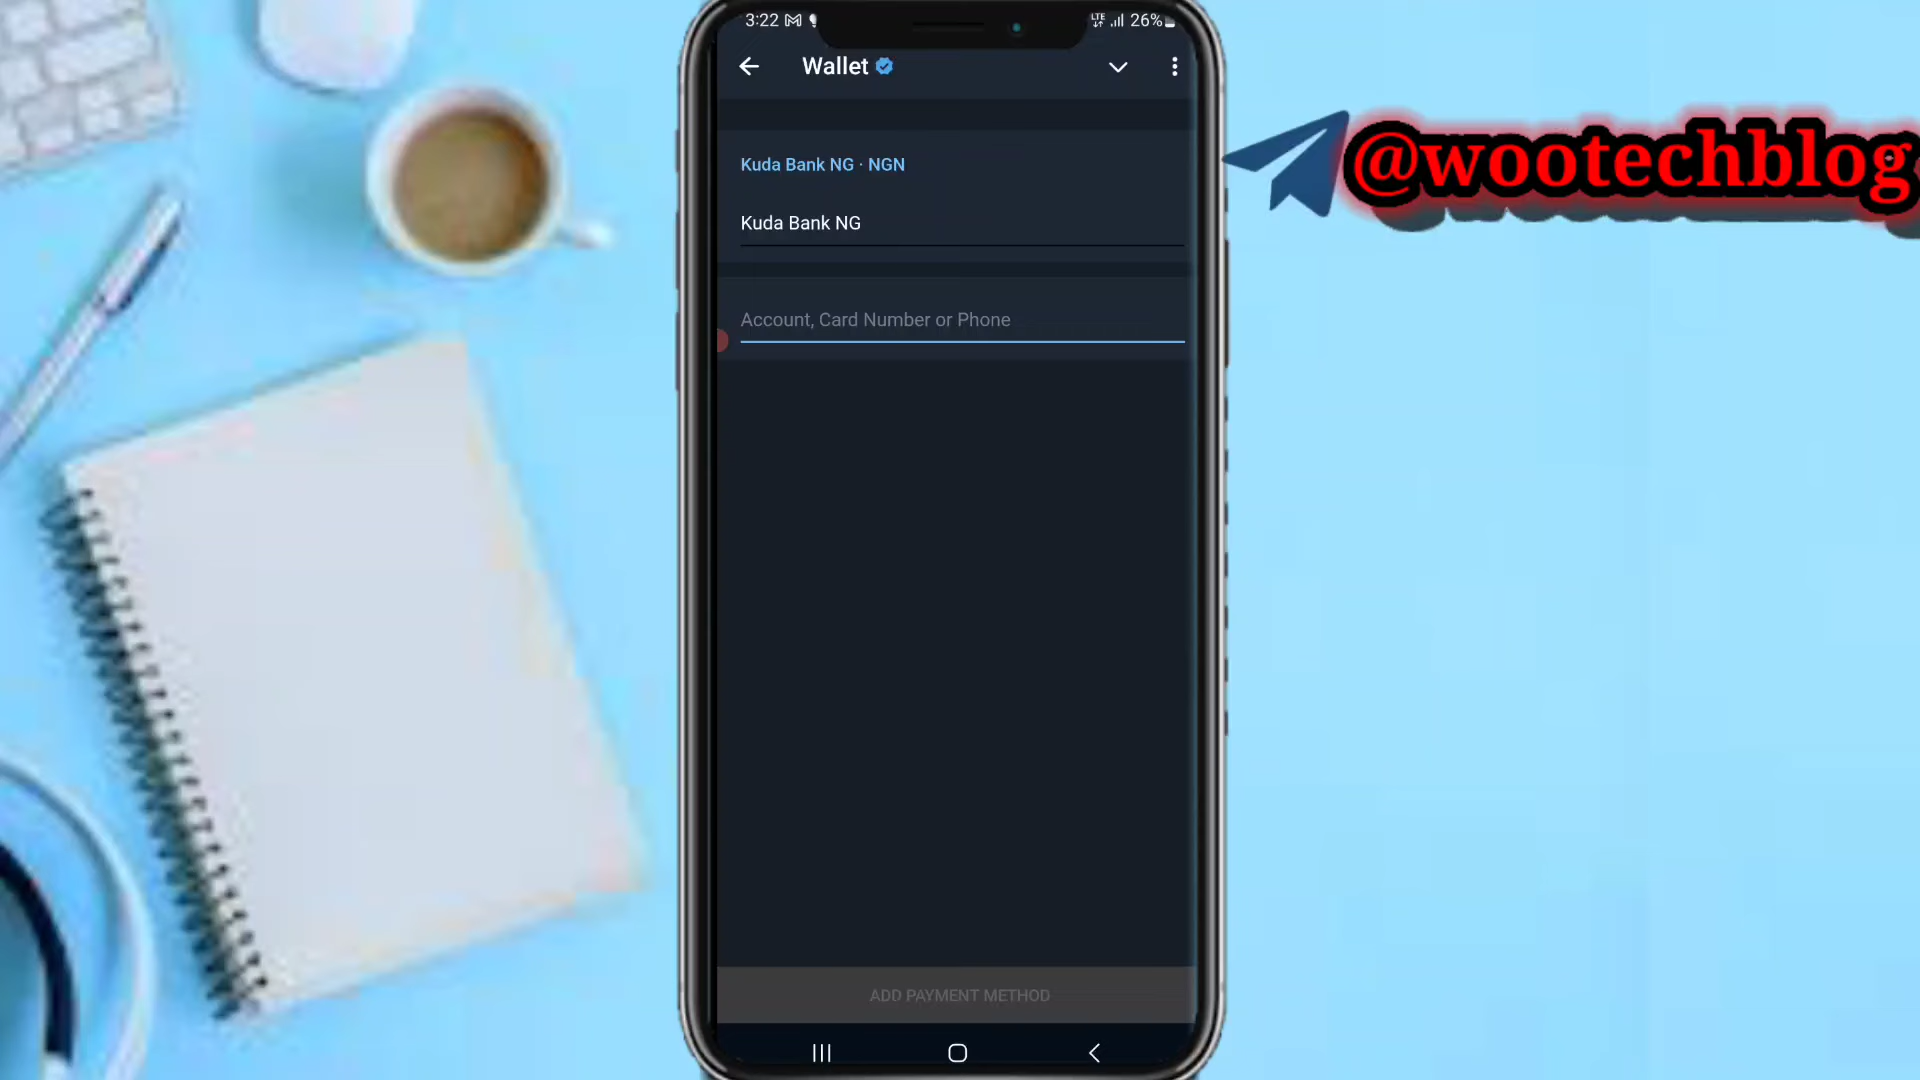 3:22
LTE 26%
Wallet
Kuda Bank NG · NGN
Kuda Bank NG
Account, Card Number or Phone
ADD PAYMENT METHOD
@wootechblog